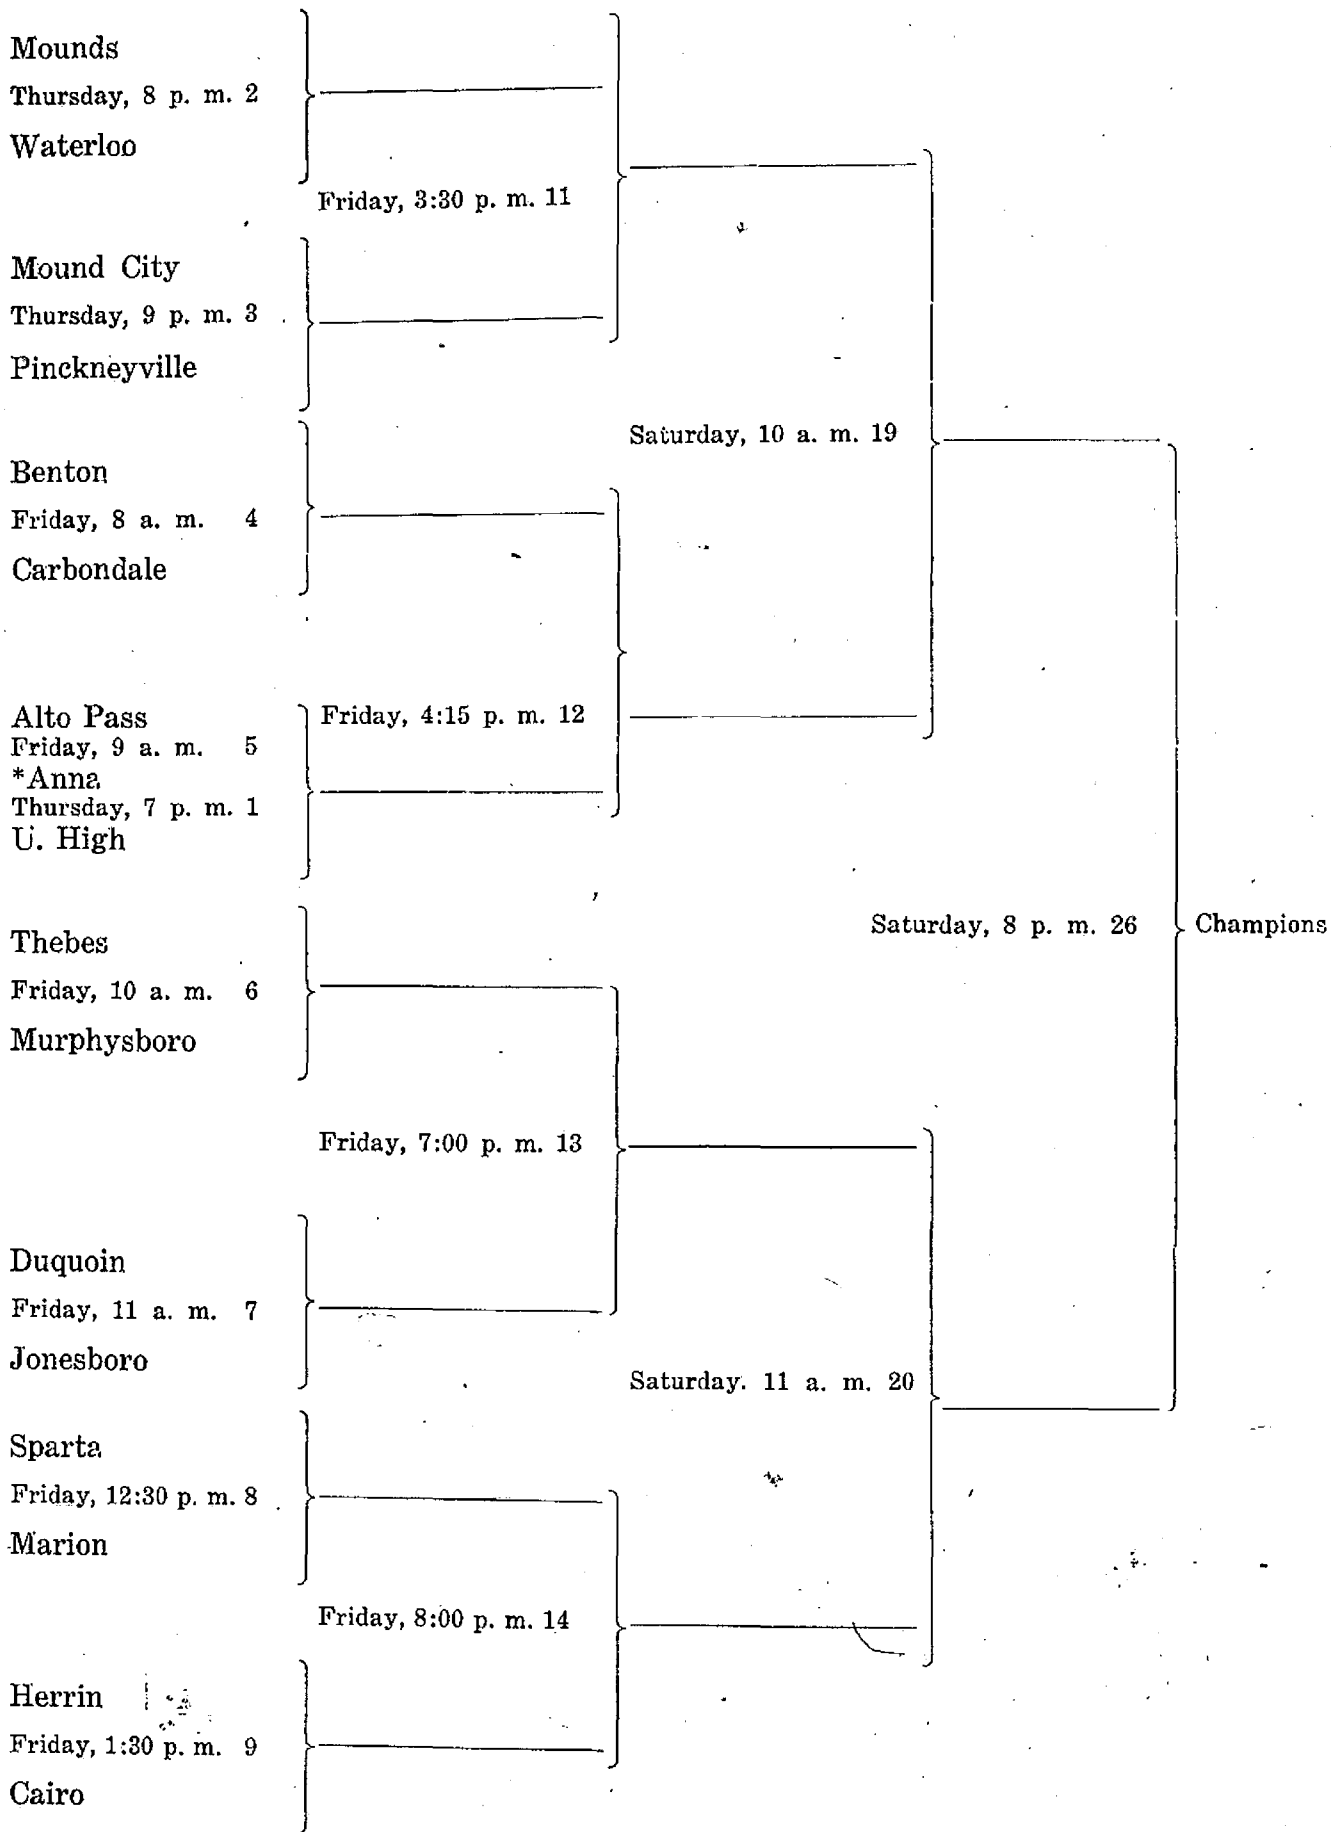 Mounds
Thursday, 8 p. m. 2
Waterloo
Friday, 3:30 p. m. 11
Mound City
Thursday, 9 p. m. 3
Pinckneyville
Saturday, 10 a. m. 19
Benton
Friday, 8 a. m. 4
Carbondale
Alto Pass
Friday, 4:15 p. m. 12
Friday, 9 a. m. 5
*Anna
Thursday, 7 p. m. 1
U. High
Saturday, 8 p. m. 26
Champions
Thebes
Friday, 10 a. m. 6
Murphysboro
Friday, 7:00 p. m. 13
Duquoin
Friday, 11 a. m. 7
Jonesboro
Saturday. 11 a. m. 20
Sparta
Friday, 12:30 p. m. 8
Marion
Friday, 8:00 p. m. 14
Herrin
Friday, 1:30 p. m. 9
Cairo